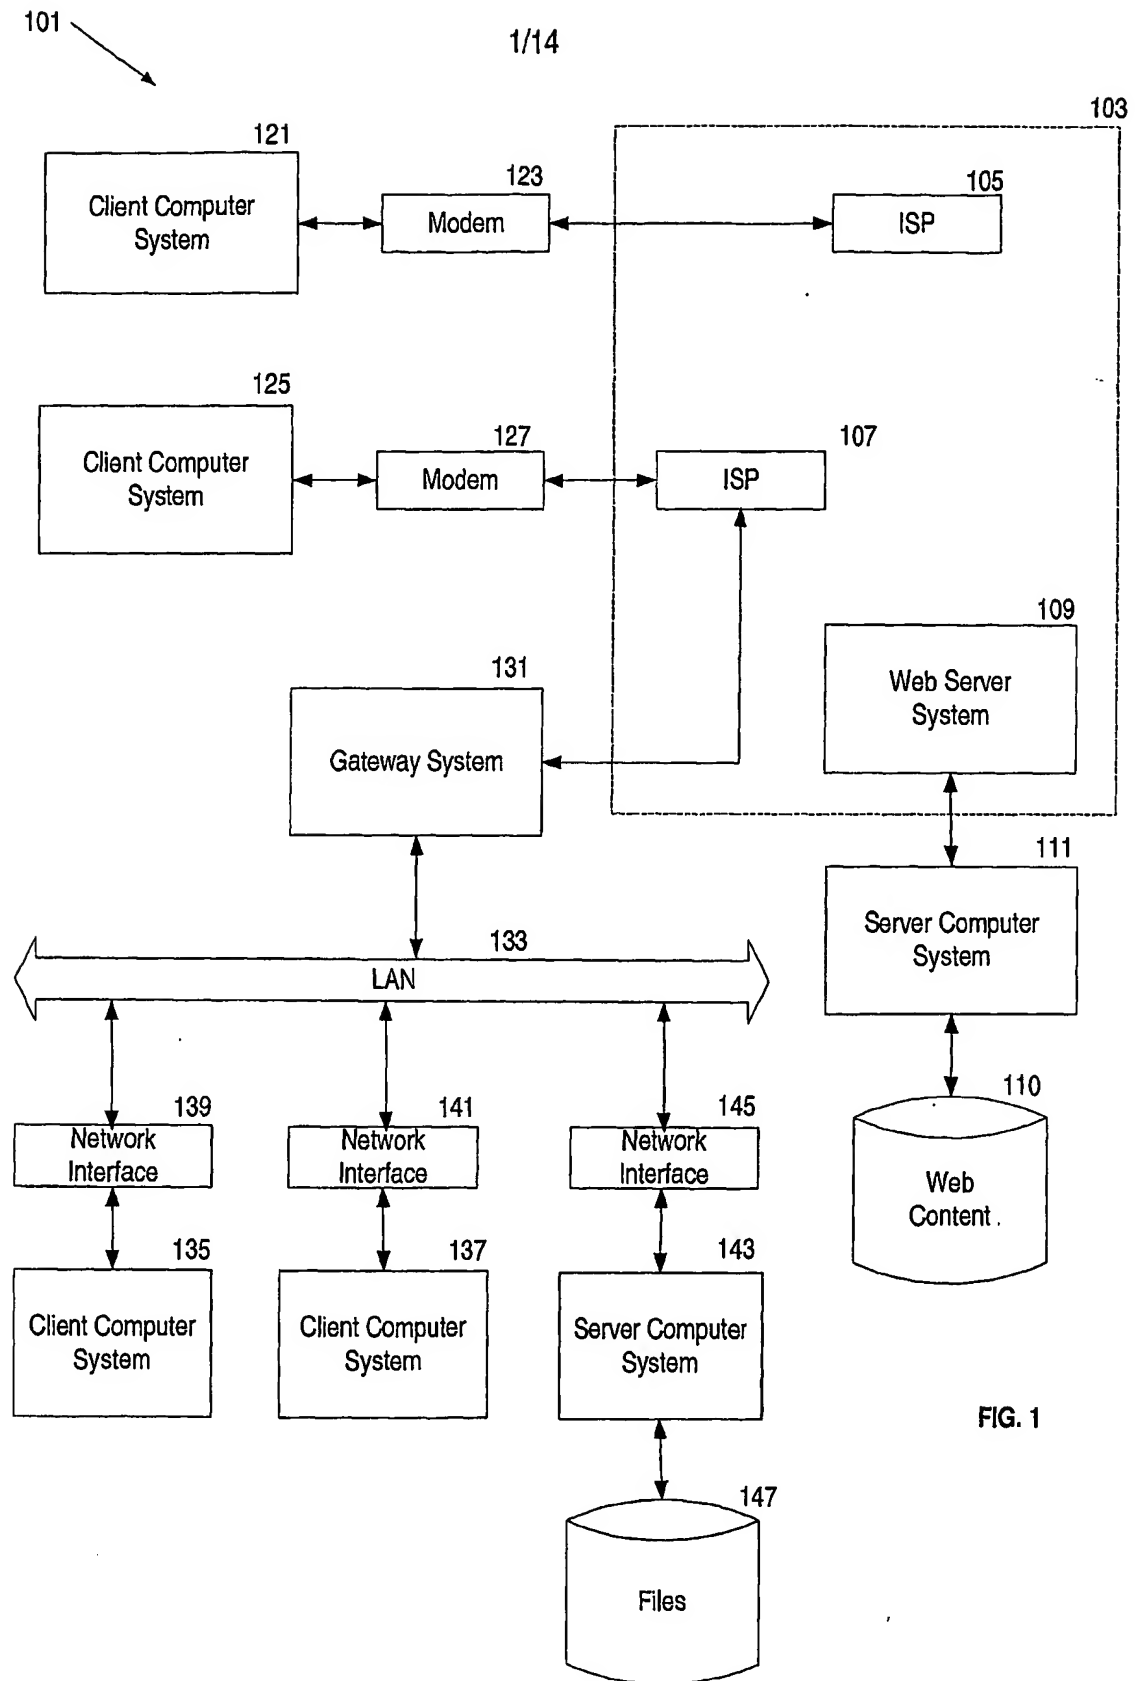 101
1/14
103
121
Client Computer
System
123
Modem
105
ISP
125
Client Computer
System
127
Modem
107
ISP
109
Web Server
System
131
Gateway System
111
Server Computer
System
133
LAN
110
Web
Content
139
Network
Interface
141
Network
Interface
145
Network
Interface
135
Client Computer
System
137
Client Computer
System
143
Server Computer
System
FIG. 1
147
Files